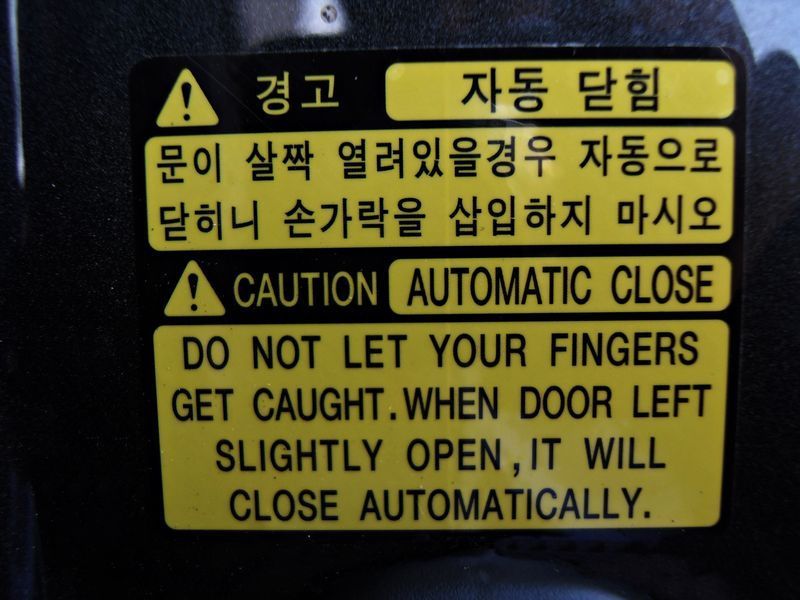 경고 자동 닫힘
문이 살짝 열려있을경우 자동으로
닫히니 손가락을 삽입하지 마시오
CAUTION AUTOMATIC CLOSE
DO NOT LET YOUR FINGERS
GET CAUGHT. WHEN DOOR LEFT
SLIGHTLY OPEN, IT WILL
CLOSE AUTOMATICALLY.